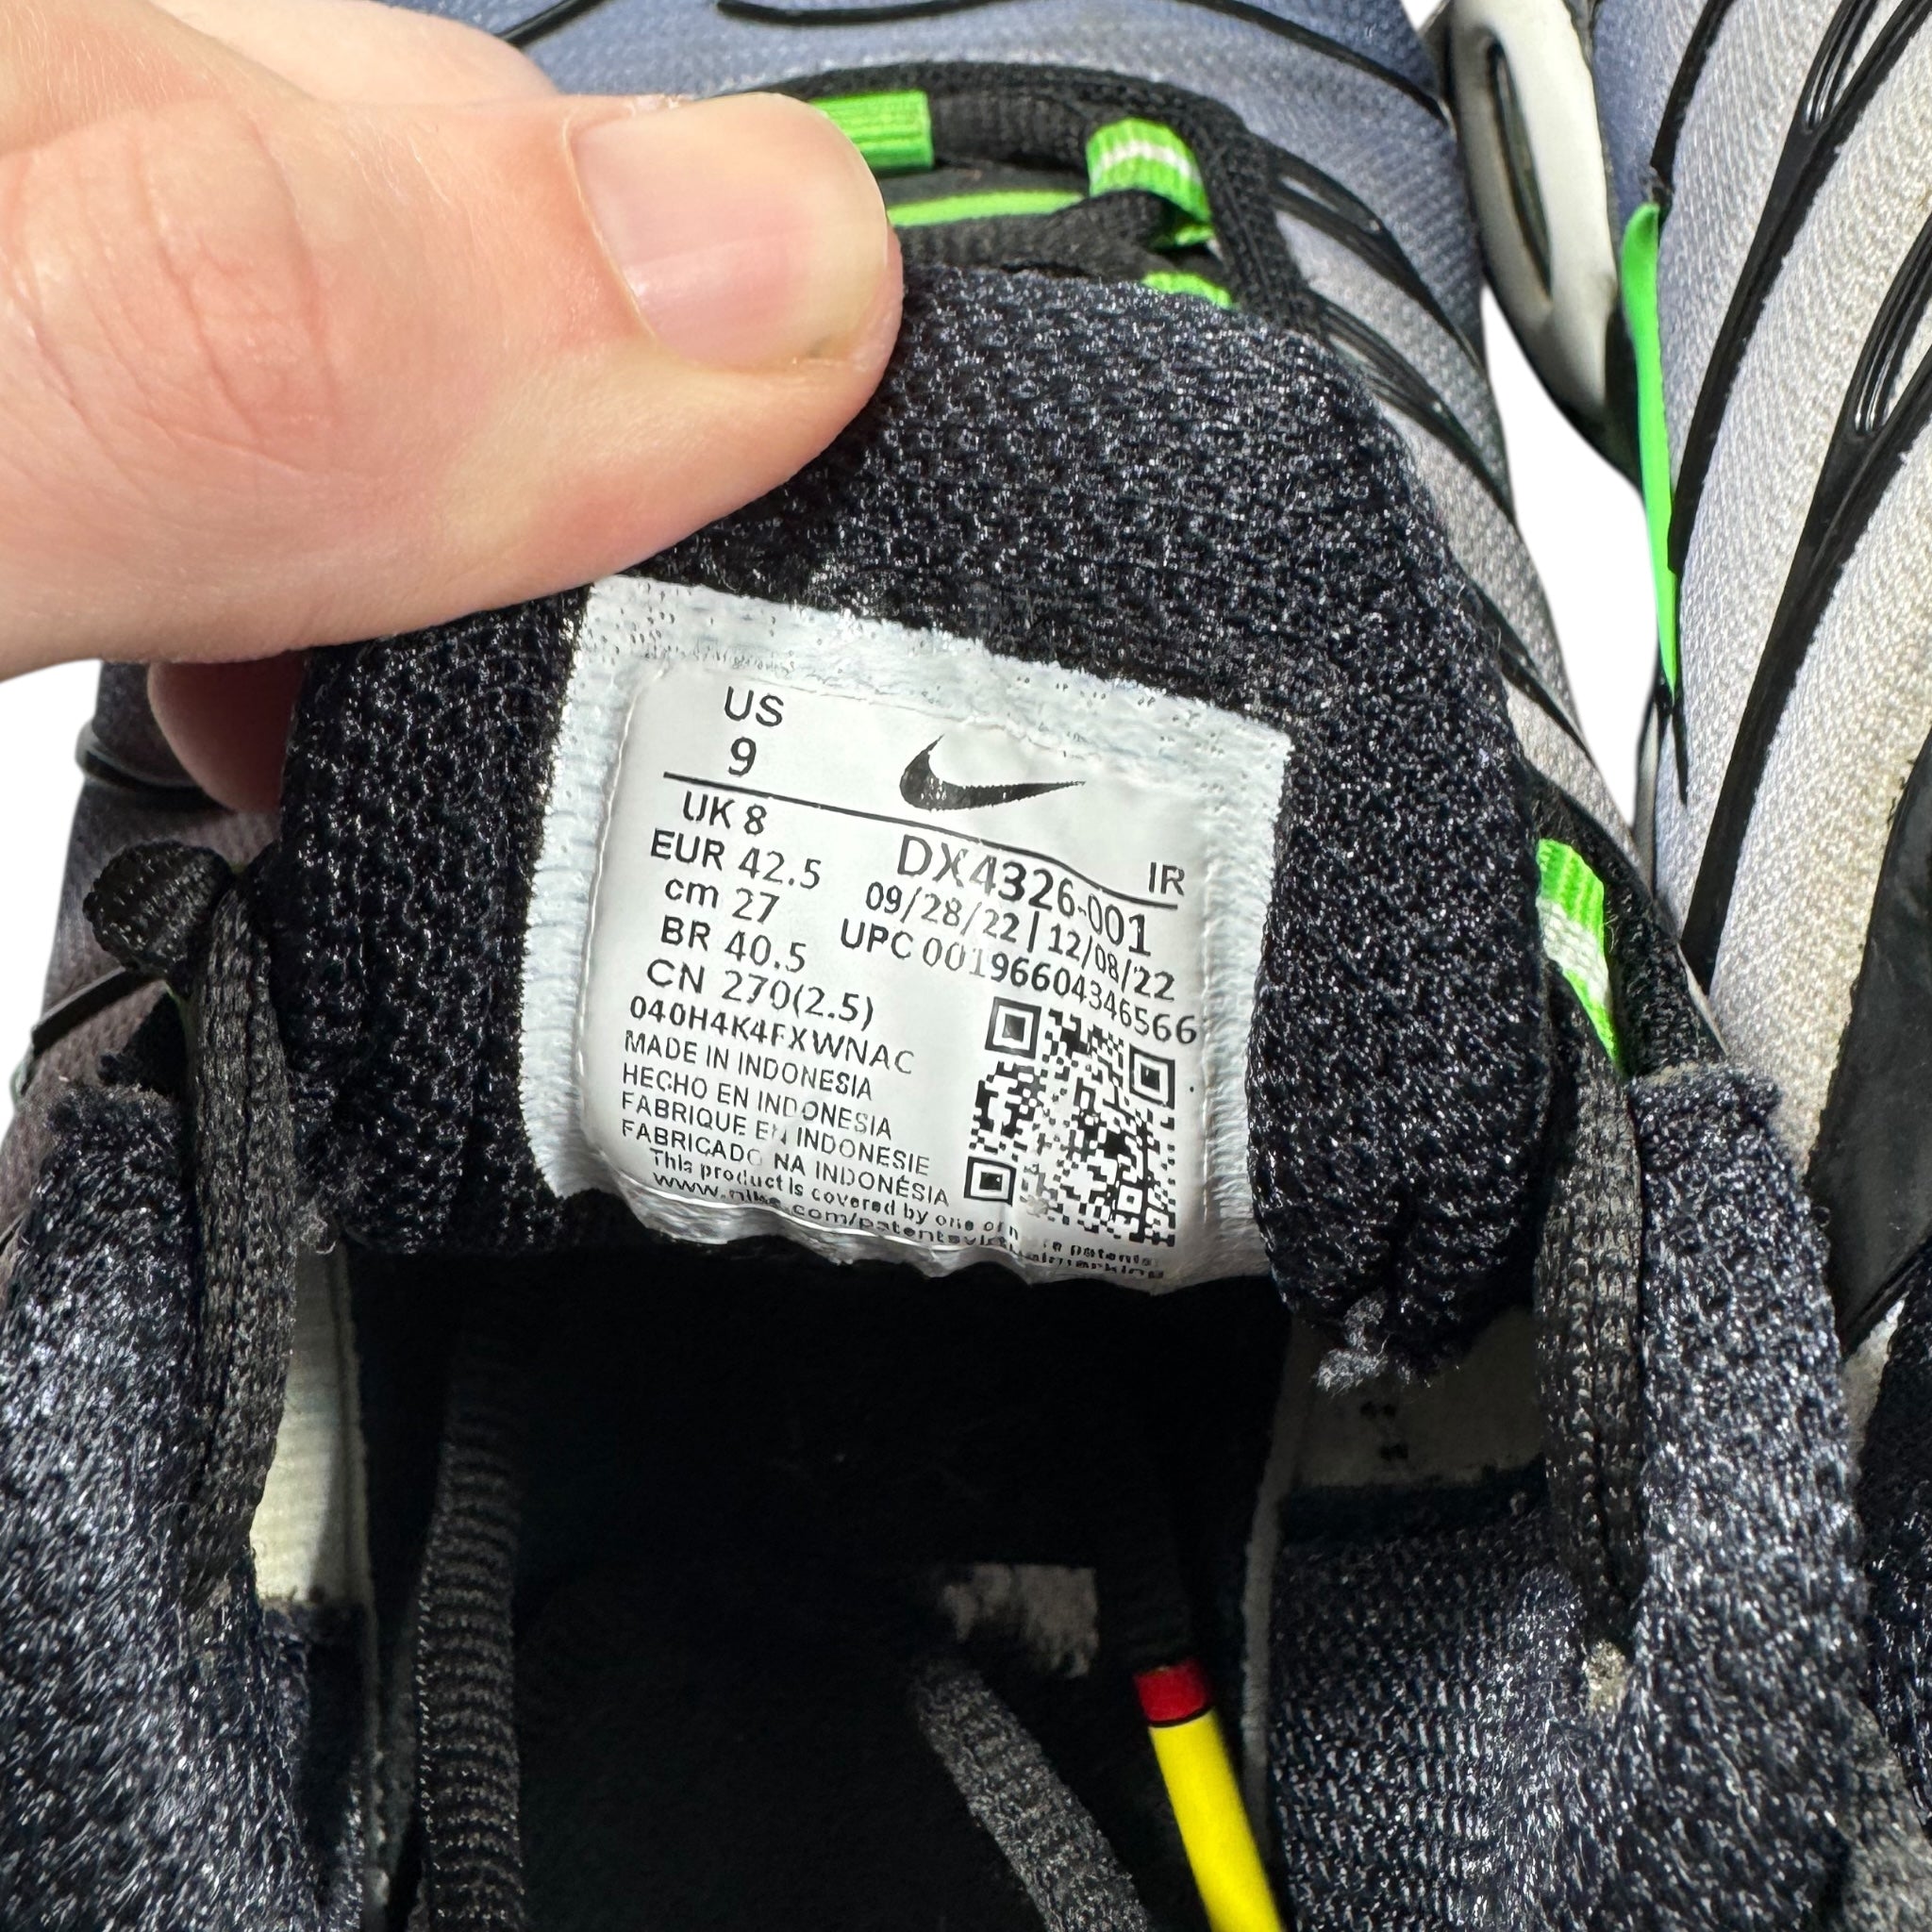 US
9
UK 8
EUR 42.5
cm 27
BR 40.5
CN 270(2.5)
DX4326-001 IR
09/28/22 | 12/08/22
UPC 00196604346566
040H4K4FXWNAC
MADE IN INDONESIA
HECHO EN INDONESIA
FABRIQUE EN INDONESIE
FABRICADO NA INDONÉSIA
This product is covered by one or patents.
www.nike.com/patents